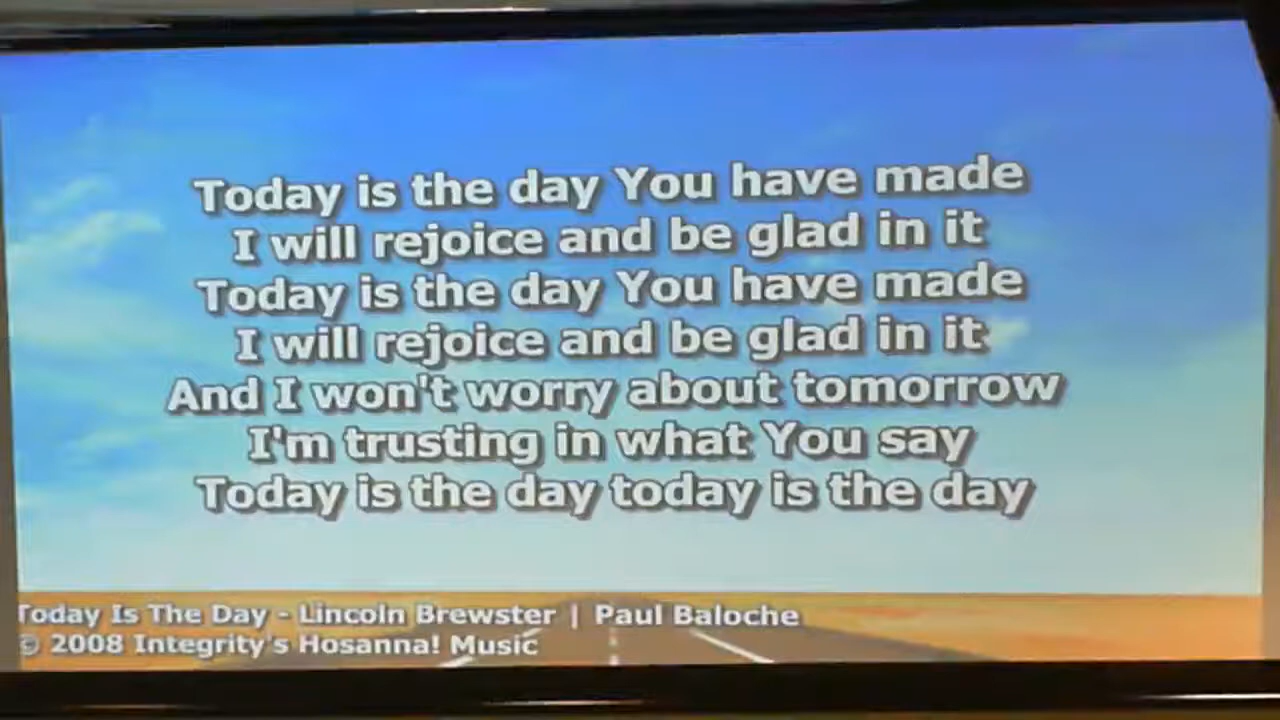 Today is the day You have made
I will rejoice and be glad in it
Today is the day You have made
I will rejoice and be glad in it
And I won't worry about tomorrow
I'm trusting in what You say
Today is the day today is the day
Today Is The Day - Lincoln Brewster | Paul Baloche
© 2008 Integrity's Hosanna! Music